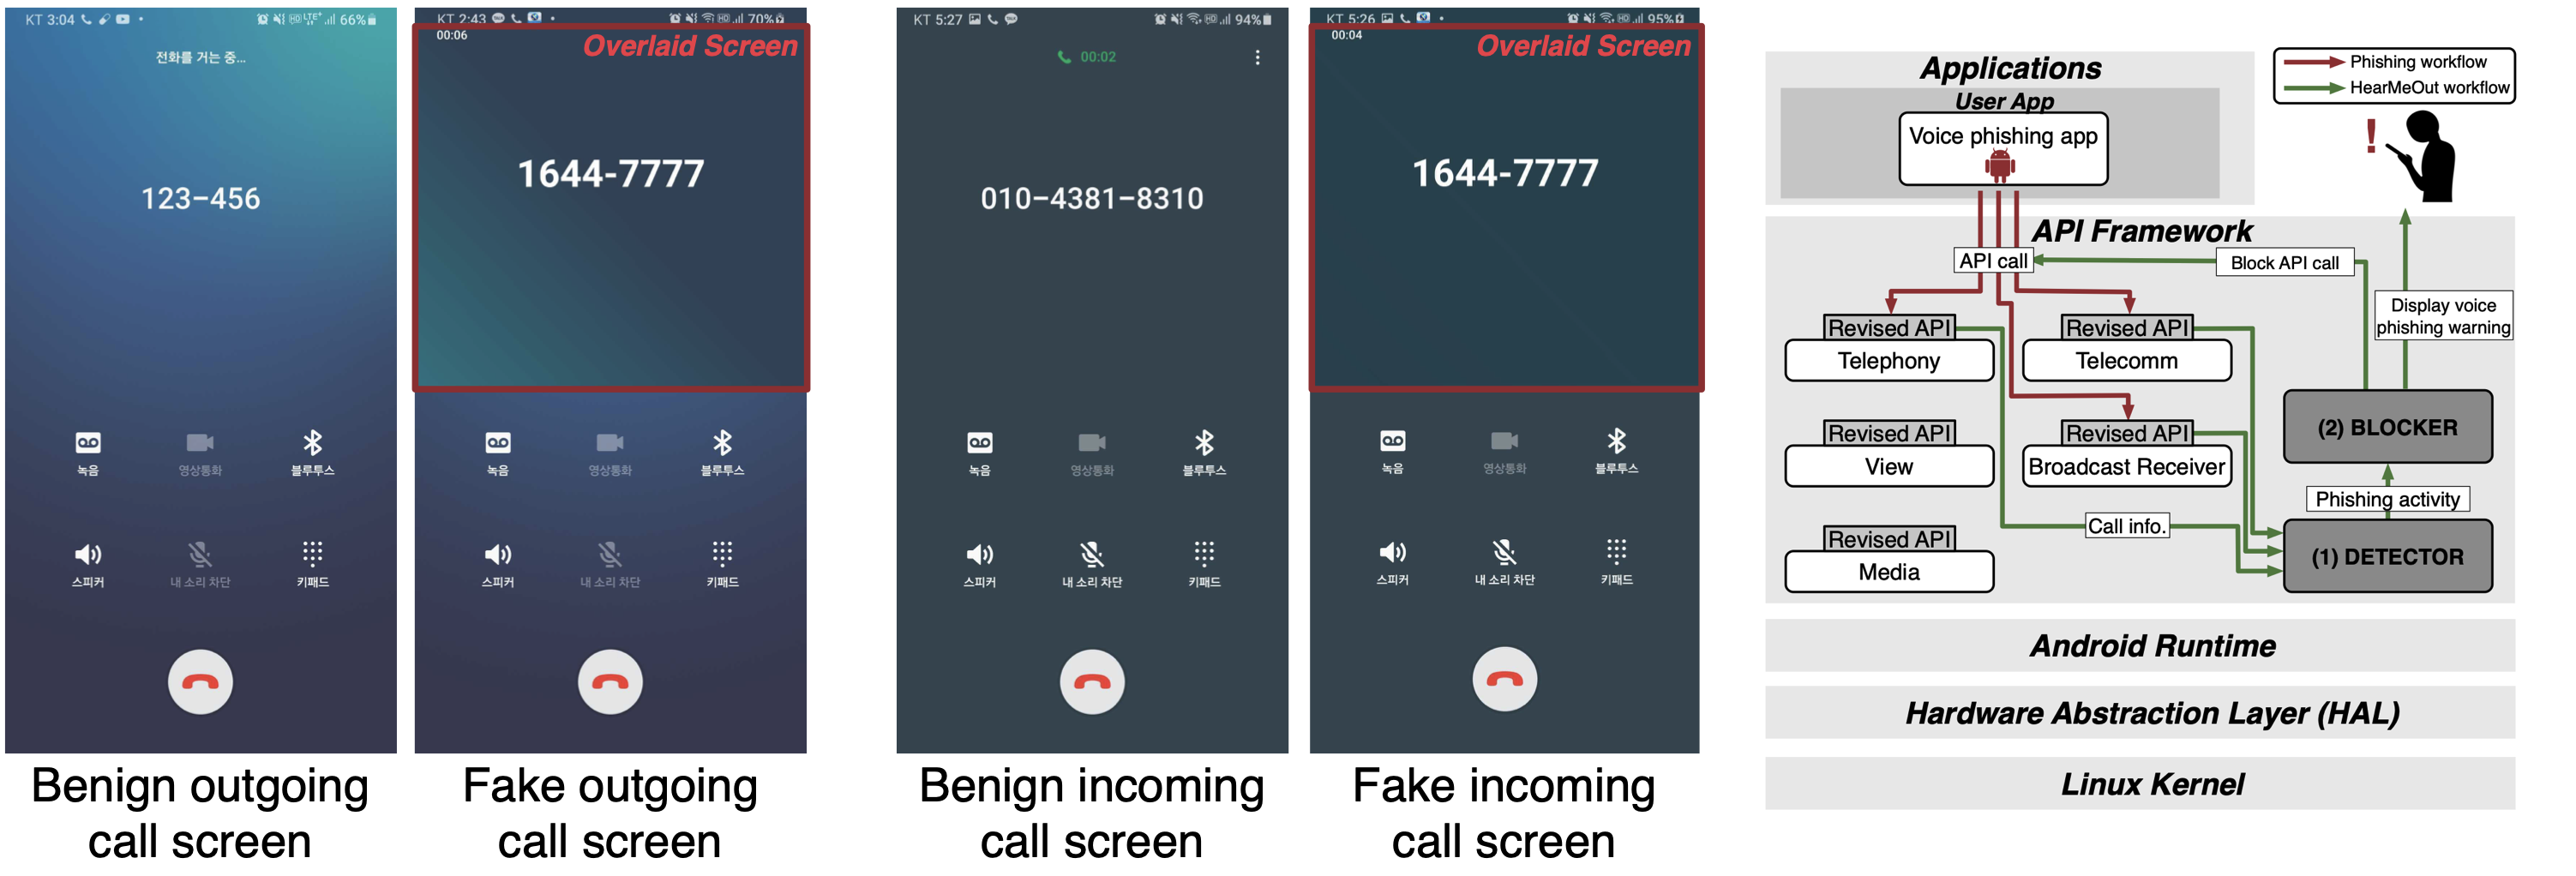 KT 3:04
LTE+
66%
전화를 거는 중...
123-456
녹음
영상통화
블루투스
스피커
내 소리 차단
키패드
Benign outgoing
call screen
KT 2:43
HD
70%
00:06
Overlaid Screen
1644-7777
녹음
영상통화
블루투스
스피커
내 소리 차단
키패드
Fake outgoing
call screen
KT 5:27
HD
94%
00:02
010-4381-8310
녹음
영상통화
블루투스
스피커
내 소리 차단
키패드
Benign incoming
call screen
KT 5:26
HD
95%
00:04
Overlaid Screen
1644-7777
녹음
영상통화
블루투스
스피커
내 소리 차단
키패드
Fake incoming
call screen
Phishing workflow
HearMeOut workflow
!
Applications
User App
Voice phishing app
API Framework
API call
Block API call
Display voice
phishing warning
Revised API
Telephony
Revised API
Telecomm
Revised API
View
Revised API
Broadcast Receiver
(2) BLOCKER
Phishing activity
Call info.
Revised API
Media
(1) DETECTOR
Android Runtime
Hardware Abstraction Layer (HAL)
Linux Kernel